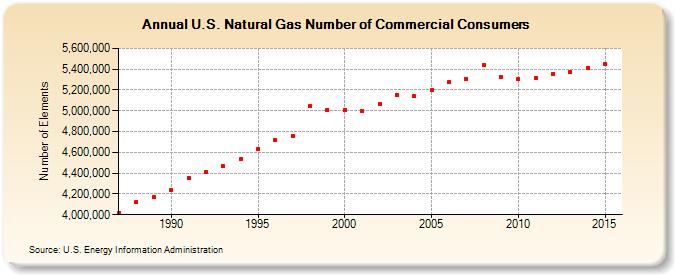 Annual U.S. Natural Gas Number of Commercial Consumers
Number of Elements
5,600,000
5,400,000
5,200,000
5,000,000
4,800,000
4,600,000
4,400,000
4,200,000
4,000,000
1990 1995 2000 2005 2010 2015
Source: U.S. Energy Information Administration